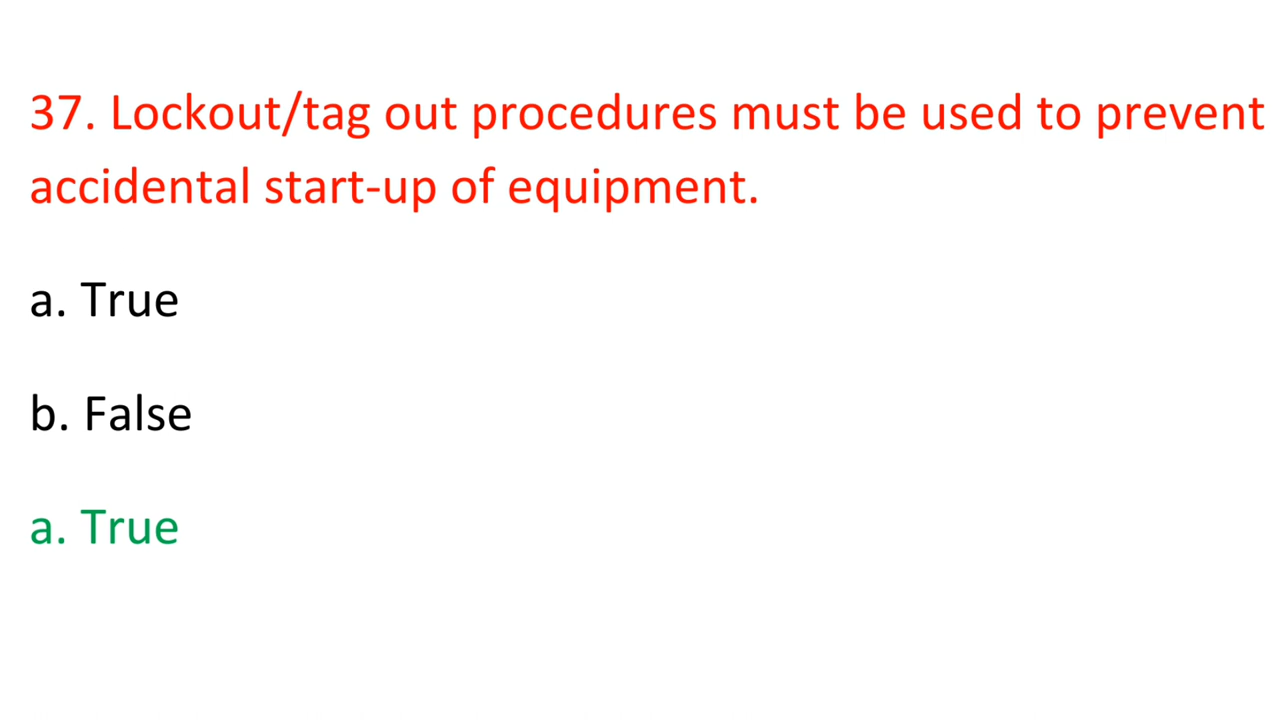 37. Lockout/tag out procedures must be used to prevent
accidental start-up of equipment.
a. True
b. False
a. True